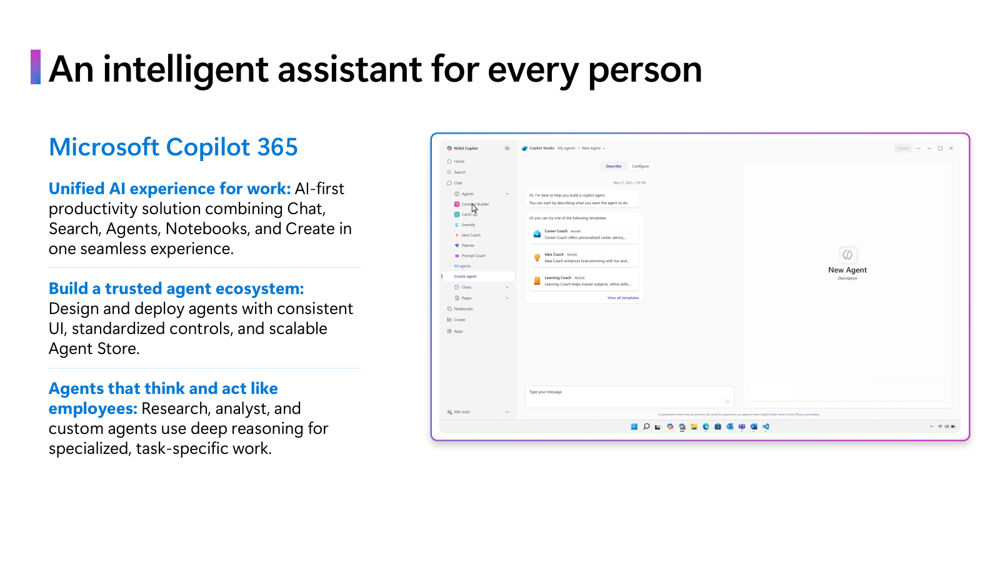 An intelligent assistant for every person
Microsoft Copilot 365
Unified AI experience for work: AI-first
productivity solution combining Chat,
Search, Agents, Notebooks, and Create in
one seamless experience.
Build a trusted agent ecosystem:
Design and deploy agents with consistent
UI, standardized controls, and scalable
Agent Store.
Agents that think and act like
employees: Research, analyst, and
custom agents use deep reasoning for
specialized, task-specific work.
M365 Copilot
Home
Search
Chat
Agents
Contract Builder
Catch up
Eventify
Idea Coach
Planner
Prompt Coach
All agents
Create agent
Chats
Pages
Notebooks
Create
Apps
Miti Joshi
Copilot Studio My agents > New Agent
Create
Describe Configure
May 21, 2025, 1:30 PM
Hi, I'm here to help you build a copilot agent.
You can start by describing what you want the agent to do.
Or you can try one of the following templates.
Career Coach Microsoft
Career Coach offers personalized career advice,...
Idea Coach Microsoft
Idea Coach enhances brainstorming with fun and...
Learning Coach Microsoft
Learning Coach helps master subjects, refine skills,...
View all templates
Type your message
New Agent
Description
AI generated content may be incorrect | By using this experience, you agree to these Copilot Studio Terms of Use | Privacy and cookies